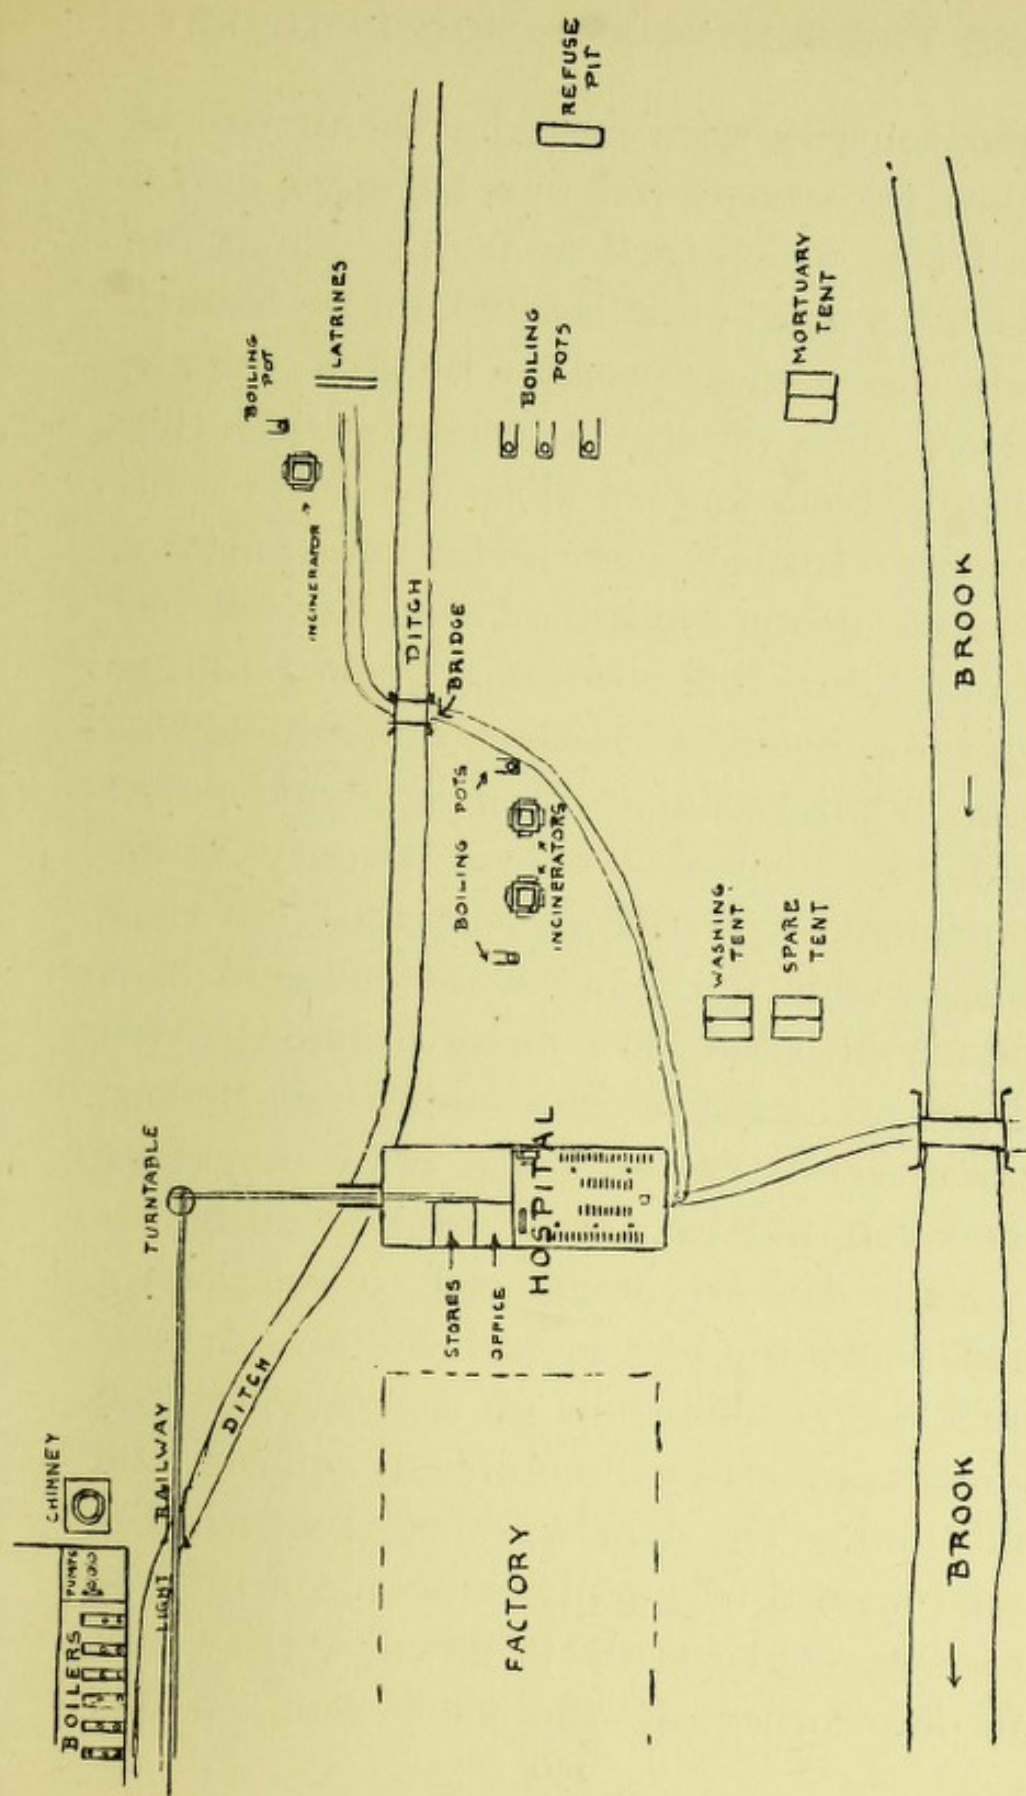 REFUSE
PIT
LATRINES
BOILING
POT
INCINERATOR
BOILING
POTS
MORTUARY
TENT
DITCH
BRIDGE
BROOK
BOILING POTS
INCINERATORS
WASHING
TENT
SPARE
TENT
TURNTABLE
HOSPITAL
STORES
OFFICE
DITCH
CHIMNEY
LIGHT RAILWAY
PUMPS
BOILERS
FACTORY
BROOK